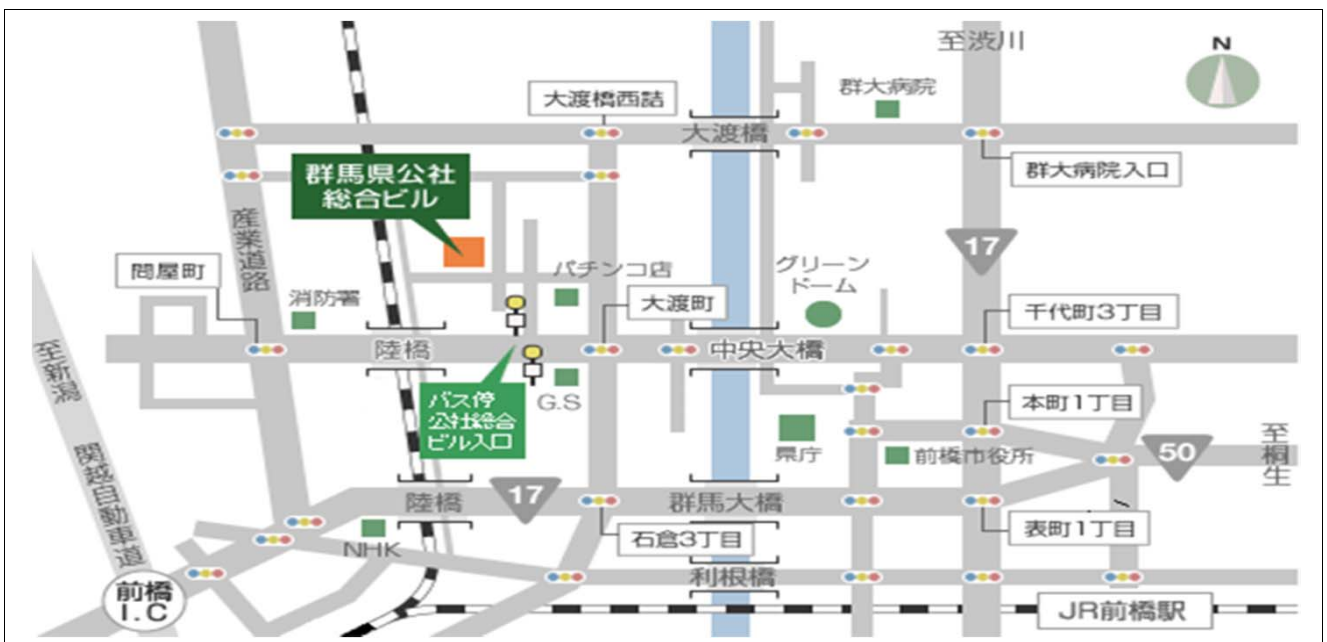 至渋川
N
大渡橋西詰
群大病院
大渡橋
群大病院入口
群馬県公社
総合ビル
産業道路
17
問屋町
消防署
パチンコ店
グリーン
ドーム
大渡町
千代町3丁目
陸橋
中央大橋
至新潟
バス停
公社総合
ビル入口
G.S
本町1丁目
県庁
前橋市役所
50
至桐生
関越自動車道
陸橋
17
群馬大橋
NHK
石倉3丁目
表町1丁目
利根橋
前橋
I.C
JR前橋駅